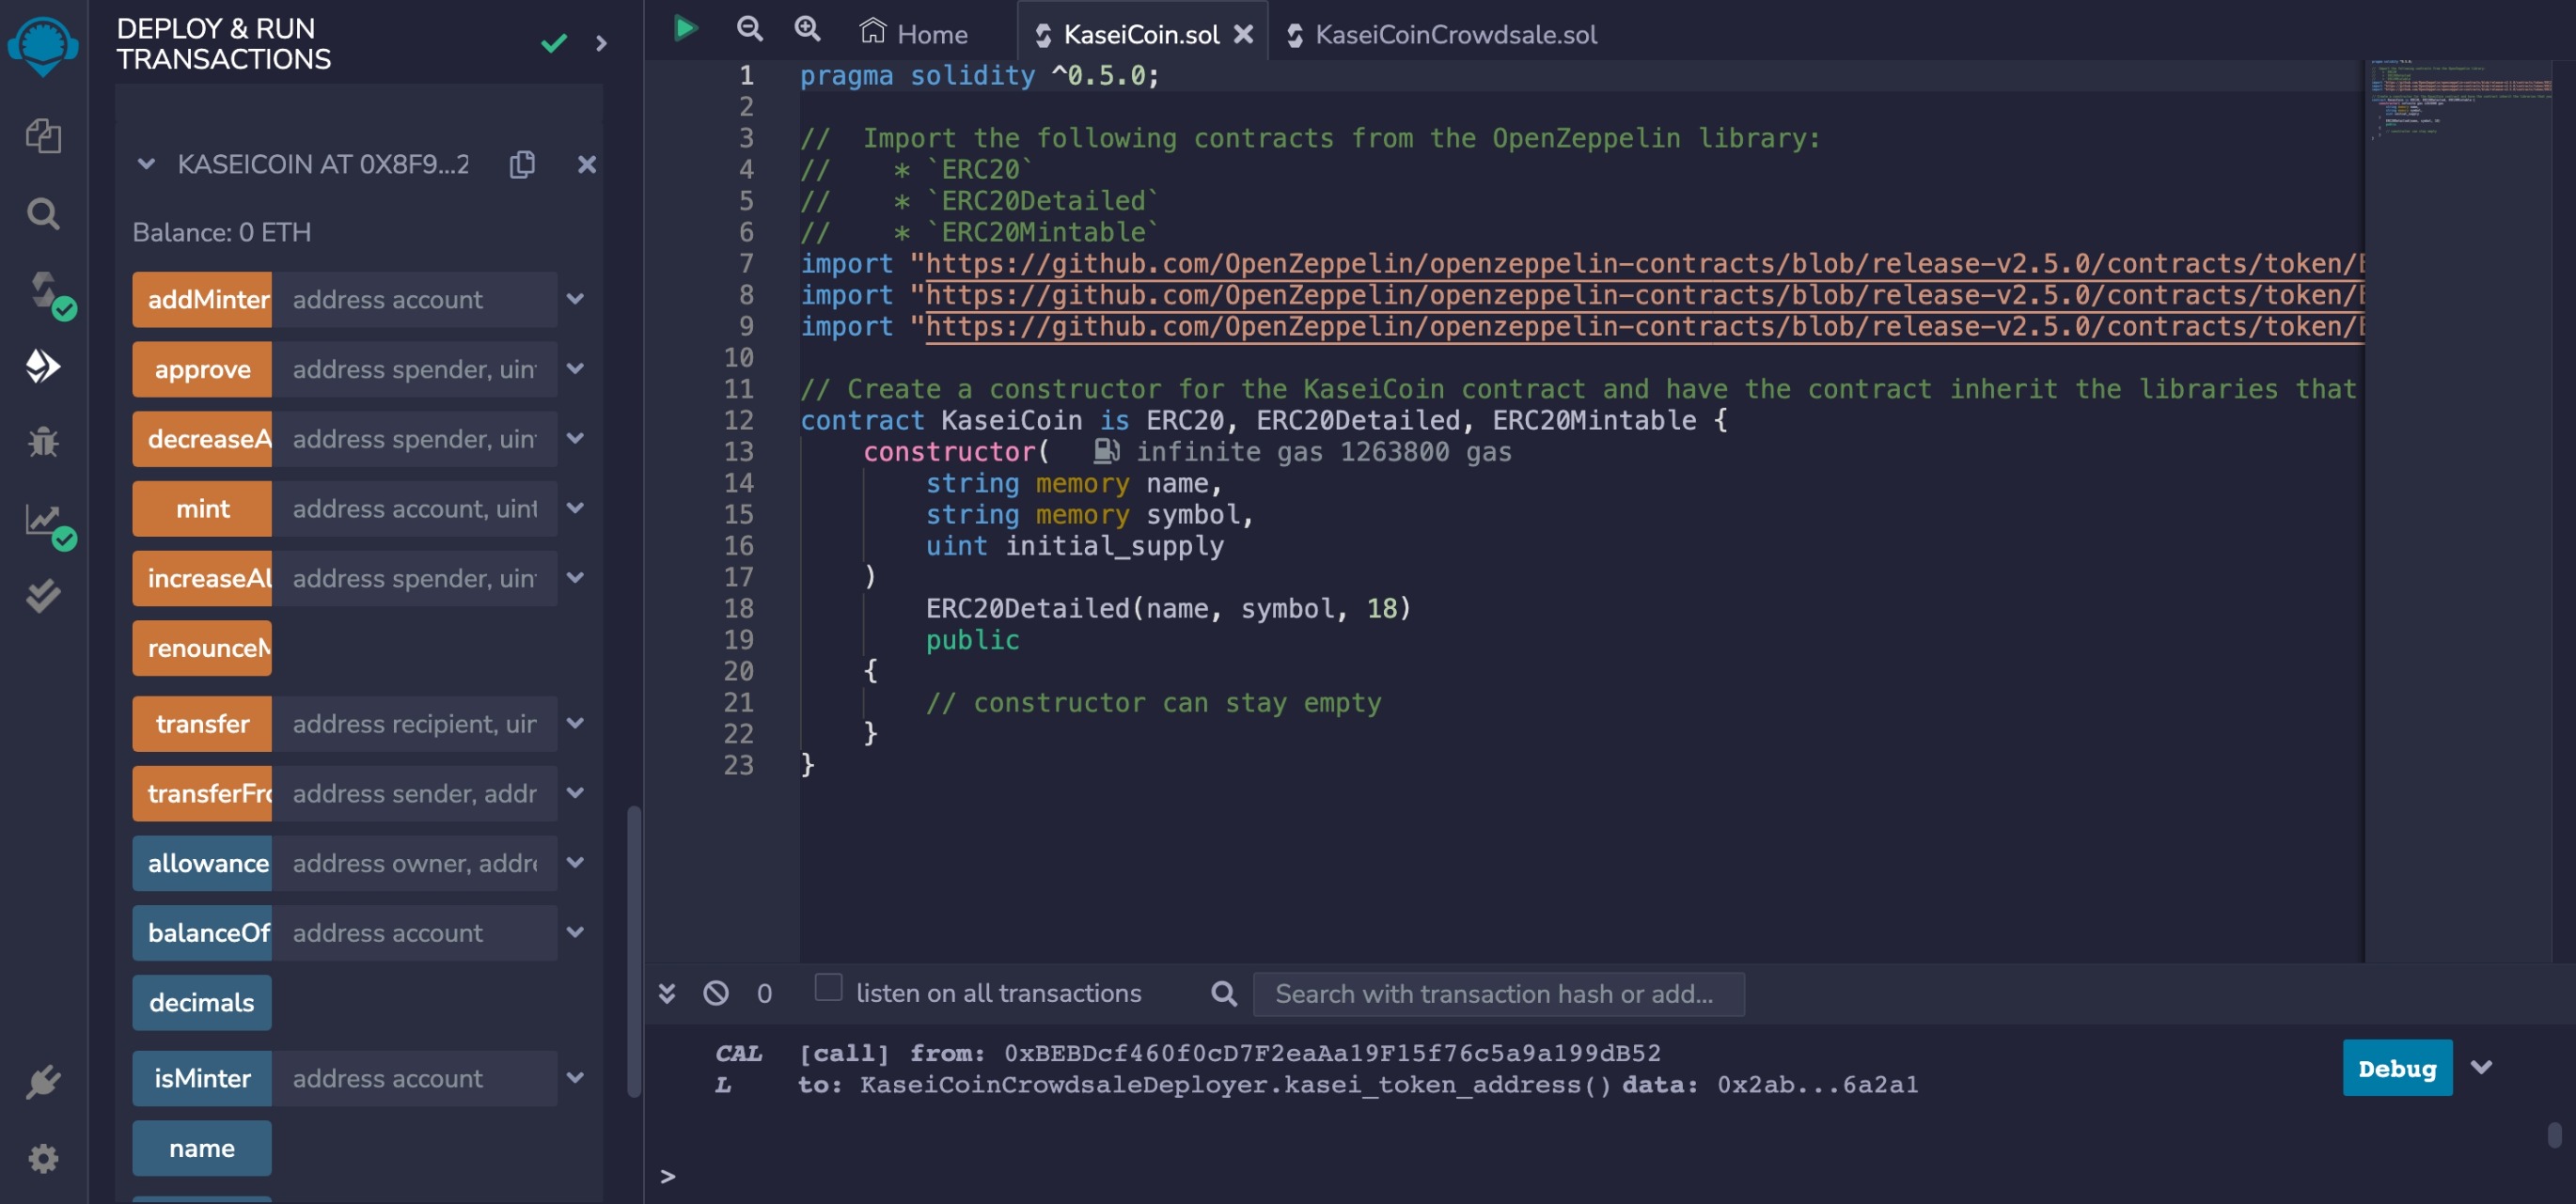 DEPLOY & RUN
TRANSACTIONS
KASEICOIN AT 0X8F9...2
Balance: 0 ETH
addMinter address account
approve address spender, uin
decreaseA address spender, uin
mint address account, uint
increaseAl address spender, uin
renounceM
transfer address recipient, uir
transferFro address sender, addr
allowance address owner, addre
balanceOf address account
decimals
isMinter address account
name
Home KaseiCoin.sol KaseiCoinCrowdsale.sol
1 pragma solidity ^0.5.0;
2
3 //  Import the following contracts from the OpenZeppelin library:
4 //    * `ERC20`
5 //    * `ERC20Detailed`
6 //    * `ERC20Mintable`
7 import "https://github.com/OpenZeppelin/openzeppelin-contracts/blob/release-v2.5.0/contracts/token/E
8 import "https://github.com/OpenZeppelin/openzeppelin-contracts/blob/release-v2.5.0/contracts/token/E
9 import "https://github.com/OpenZeppelin/openzeppelin-contracts/blob/release-v2.5.0/contracts/token/E
10
11 // Create a constructor for the KaseiCoin contract and have the contract inherit the libraries that
12 contract KaseiCoin is ERC20, ERC20Detailed, ERC20Mintable {
13     constructor( infinite gas 1263800 gas
14         string memory name,
15         string memory symbol,
16         uint initial_supply
17     )
18         ERC20Detailed(name, symbol, 18)
19         public
20     {
21         // constructor can stay empty
22     }
23 }
0 listen on all transactions Search with transaction hash or add...
CAL [call] from: 0xBEBDcf460f0cD7F2eaAa19F15f76c5a9a199dB52
L to: KaseiCoinCrowdsaleDeployer.kasei_token_address() data: 0x2ab...6a2a1
Debug
>